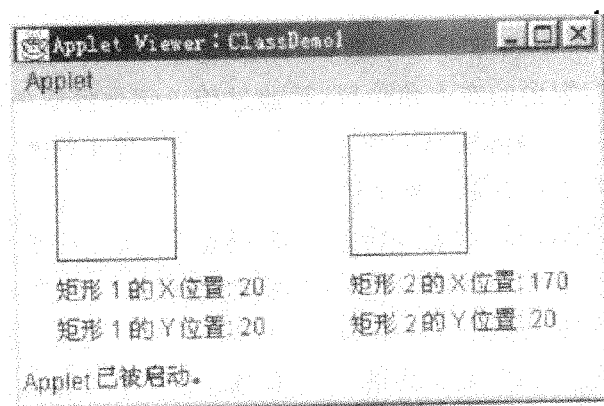 Applet Viewer: ClassDemo1
Applet
矩形 1 的 X 位置: 20
矩形 2 的 X 位置: 170
矩形 1 的 Y 位置: 20
矩形 2 的 Y 位置: 20
Applet 已被启动。